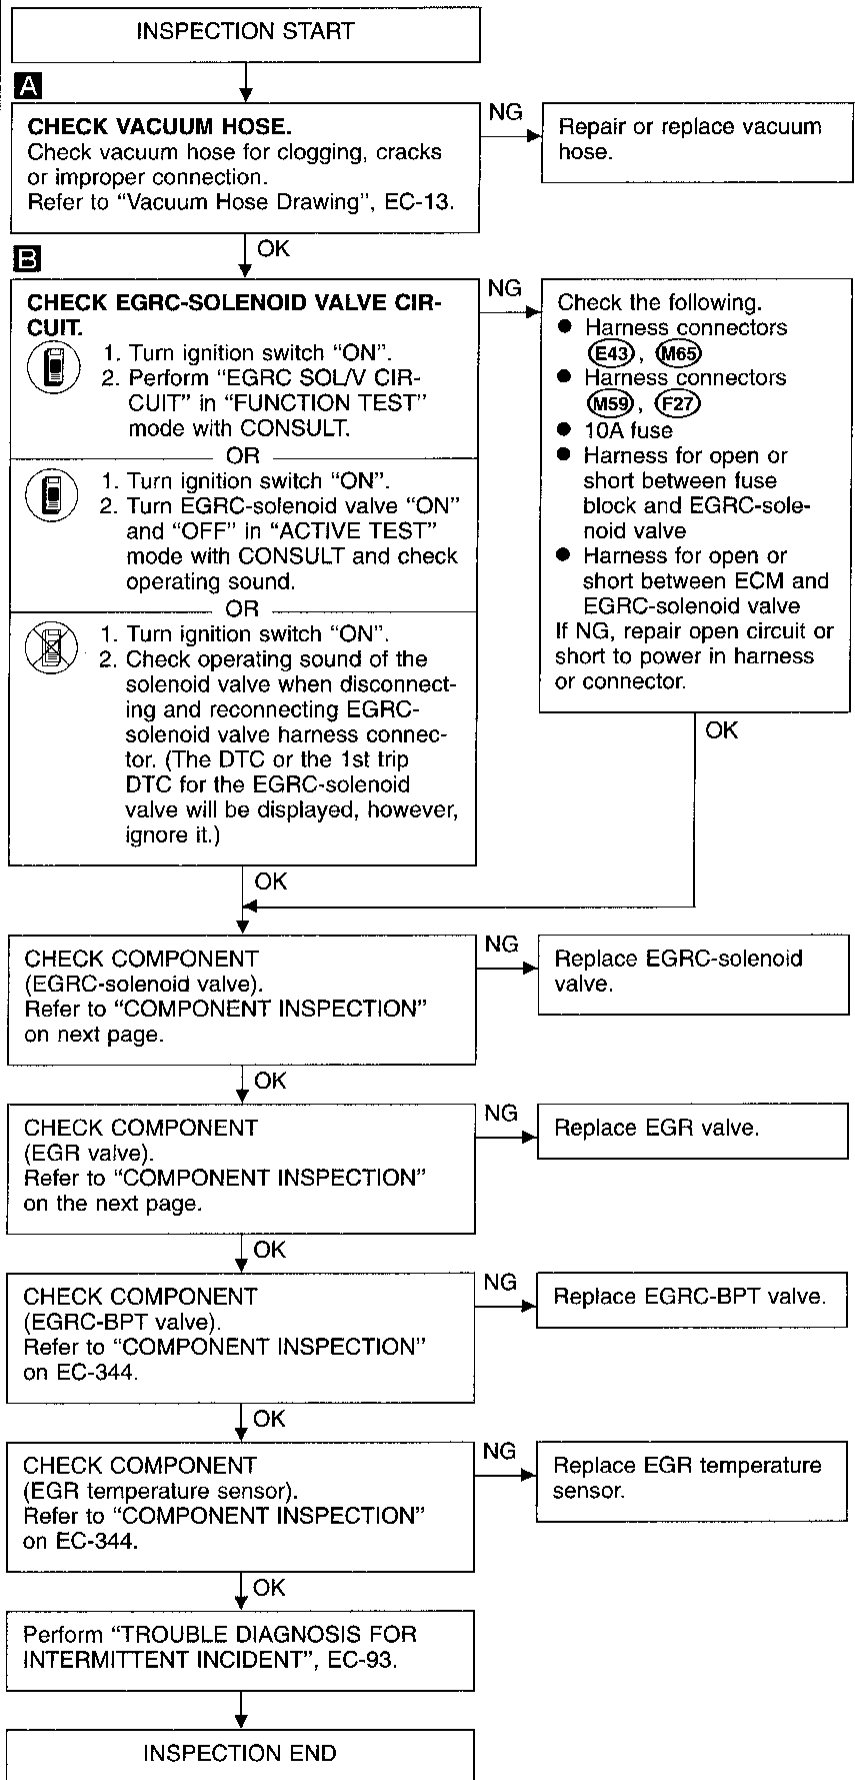 INSPECTION START
A
CHECK VACUUM HOSE.
Check vacuum hose for clogging, cracks
or improper connection.
Refer to “Vacuum Hose Drawing”, EC-13.
NG
Repair or replace vacuum
hose.
OK
B
CHECK EGRC-SOLENOID VALVE CIR-
CUIT.
1. Turn ignition switch “ON”.
2. Perform “EGRC SOL/V CIR-
CUIT” in “FUNCTION TEST”
mode with CONSULT.
OR
1. Turn ignition switch “ON”.
2. Turn EGRC-solenoid valve “ON”
and “OFF” in “ACTIVE TEST”
mode with CONSULT and check
operating sound.
OR
1. Turn ignition switch “ON”.
2. Check operating sound of the
solenoid valve when disconnect-
ing and reconnecting EGRC-
solenoid valve harness connec-
tor. (The DTC or the 1st trip
DTC for the EGRC-solenoid
valve will be displayed, however,
ignore it.)
NG
Check the following.
● Harness connectors
E43, M65
● Harness connectors
M59, F27
● 10A fuse
● Harness for open or
short between fuse
block and EGRC-sole-
noid valve
● Harness for open or
short between ECM and
EGRC-solenoid valve
If NG, repair open circuit or
short to power in harness
or connector.
OK
OK
CHECK COMPONENT
(EGRC-solenoid valve).
Refer to “COMPONENT INSPECTION”
on next page.
NG
Replace EGRC-solenoid
valve.
OK
CHECK COMPONENT
(EGR valve).
Refer to “COMPONENT INSPECTION”
on the next page.
NG
Replace EGR valve.
OK
CHECK COMPONENT
(EGRC-BPT valve).
Refer to “COMPONENT INSPECTION”
on EC-344.
NG
Replace EGRC-BPT valve.
OK
CHECK COMPONENT
(EGR temperature sensor).
Refer to “COMPONENT INSPECTION”
on EC-344.
NG
Replace EGR temperature
sensor.
OK
Perform “TROUBLE DIAGNOSIS FOR
INTERMITTENT INCIDENT”, EC-93.
INSPECTION END